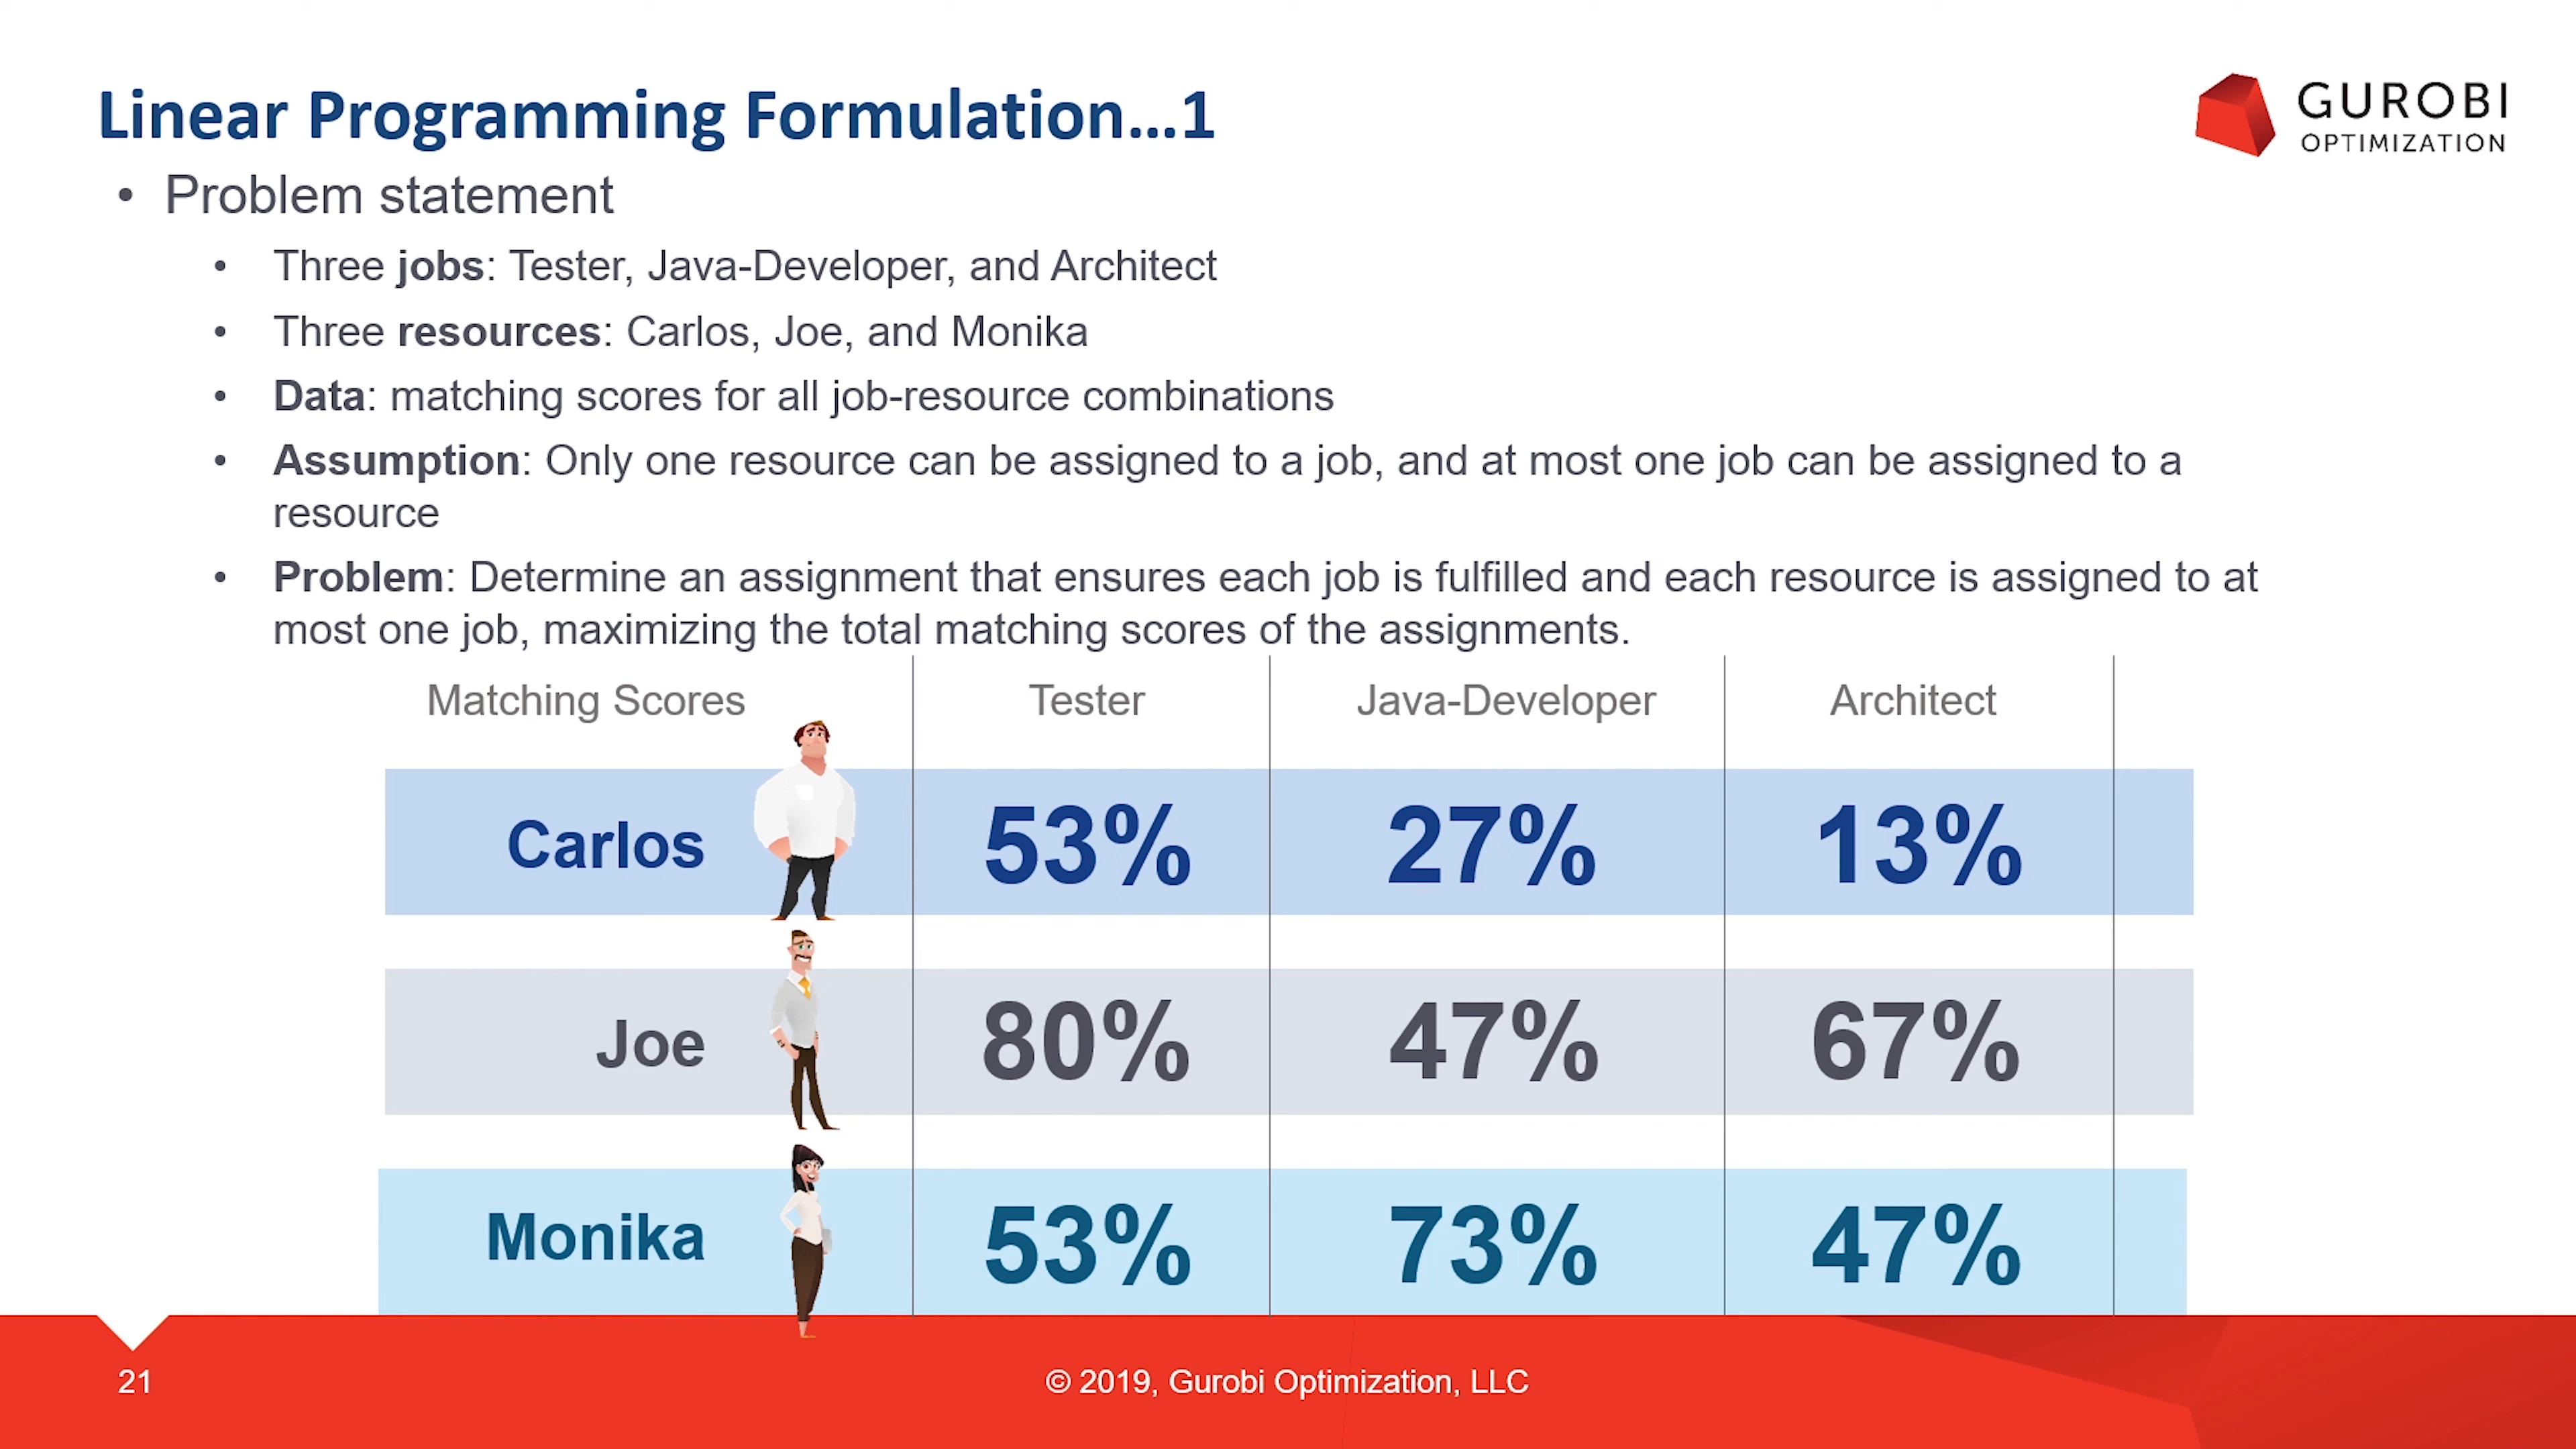 Linear Programming Formulation...1
GUROBI
OPTIMIZATION
• Problem statement
• Three jobs: Tester, Java-Developer, and Architect
• Three resources: Carlos, Joe, and Monika
• Data: matching scores for all job-resource combinations
• Assumption: Only one resource can be assigned to a job, and at most one job can be assigned to a
resource
• Problem: Determine an assignment that ensures each job is fulfilled and each resource is assigned to at
most one job, maximizing the total matching scores of the assignments.
Matching Scores Tester Java-Developer Architect
Carlos 53% 27% 13%
Joe 80% 47% 67%
Monika 53% 73% 47%
21 © 2019, Gurobi Optimization, LLC